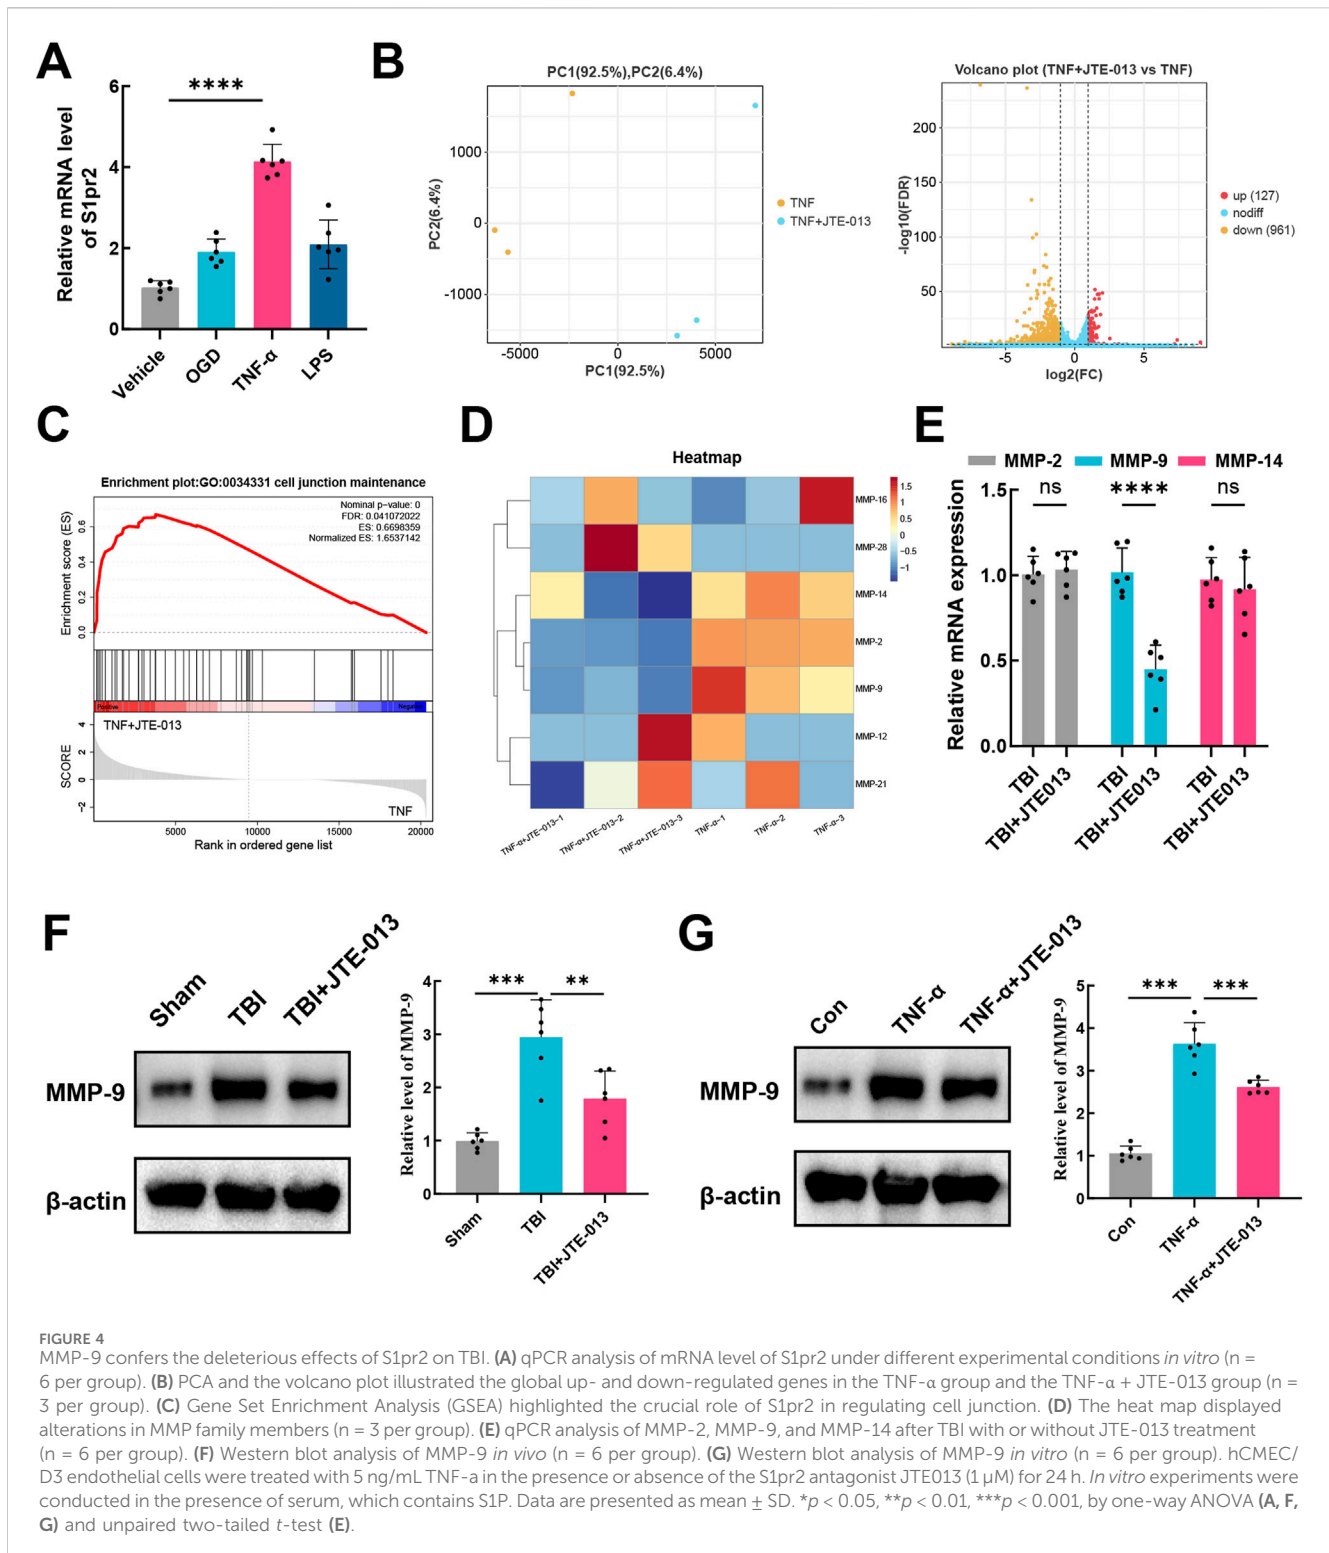 A
Relative mRNA level
of S1pr2
6
4
2
0
****
Vehicle
OGD
TNF-α
LPS
B
PC1(92.5%),PC2(6.4%)
PC2(6.4%)
1000
0
-1000
-5000
0
5000
PC1(92.5%)
TNF
TNF+JTE-013
Volcano plot (TNF+JTE-013 vs TNF)
-log10(FDR)
200
150
100
50
-5
0
5
log2(FC)
up (127)
nodiff
down (961)
C
Enrichment plot:GO:0034331 cell junction maintenance
Nominal p-value: 0
FDR: 0.041072022
ES: 0.6698359
Normalized ES: 1.6537142
Enrichment score (ES)
0.6
0.4
0.2
0.0
Positive
Negative
TNF+JTE-013
SCORE
4
2
0
−2
TNF
5000
10000
15000
20000
Rank in ordered gene list
D
Heatmap
1.5
1
0.5
0
−0.5
−1
MMP-16
MMP-28
MMP-14
MMP-2
MMP-9
MMP-12
MMP-21
TNF-α+JTE-013-1
TNF-α+JTE-013-2
TNF-α+JTE-013-3
TNF-α-1
TNF-α-2
TNF-α-3
E
MMP-2 MMP-9 MMP-14
Relative mRNA expression
1.5
1.0
0.5
0.0
ns
****
ns
TBI
TBI+JTE013
TBI
TBI+JTE013
TBI
TBI+JTE013
F
Sham
TBI
TBI+JTE-013
MMP-9
β-actin
Relative level of MMP-9
4
3
2
1
0
***
**
Sham
TBI
TBI+JTE-013
G
Con
TNF-α
TNF-α+JTE-013
MMP-9
β-actin
Relative level of MMP-9
5
4
3
2
1
0
***
***
Con
TNF-α
TNF-α+JTE-013
FIGURE 4
MMP-9 confers the deleterious effects of S1pr2 on TBI. (A) qPCR analysis of mRNA level of S1pr2 under different experimental conditions in vitro (n =
6 per group). (B) PCA and the volcano plot illustrated the global up- and down-regulated genes in the TNF-α group and the TNF-α + JTE-013 group (n =
3 per group). (C) Gene Set Enrichment Analysis (GSEA) highlighted the crucial role of S1pr2 in regulating cell junction. (D) The heat map displayed
alterations in MMP family members (n = 3 per group). (E) qPCR analysis of MMP-2, MMP-9, and MMP-14 after TBI with or without JTE-013 treatment
(n = 6 per group). (F) Western blot analysis of MMP-9 in vivo (n = 6 per group). (G) Western blot analysis of MMP-9 in vitro (n = 6 per group). hCMEC/
D3 endothelial cells were treated with 5 ng/mL TNF-a in the presence or absence of the S1pr2 antagonist JTE013 (1 μM) for 24 h. In vitro experiments were
conducted in the presence of serum, which contains S1P. Data are presented as mean ± SD. *p < 0.05, **p < 0.01, ***p < 0.001, by one-way ANOVA (A, F,
G) and unpaired two-tailed t-test (E).